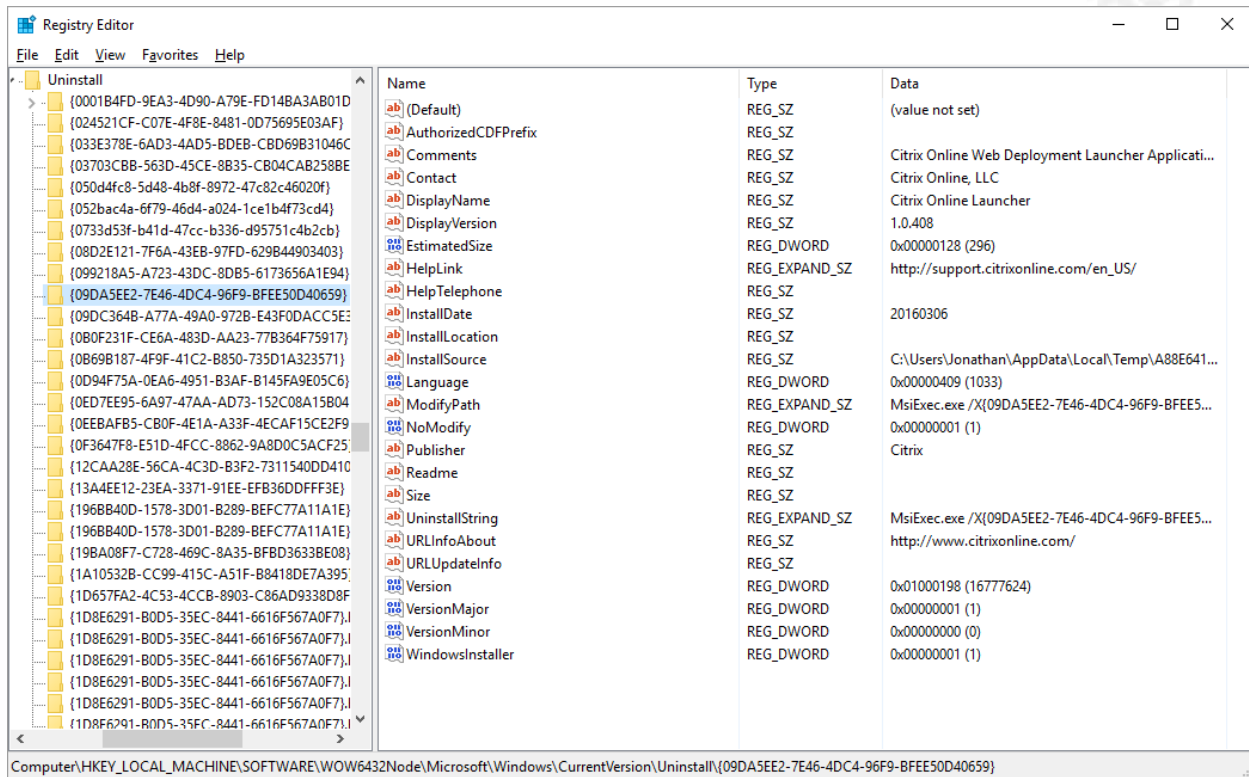 Registry Editor
File Edit View Favorites Help
Uninstall
{0001B4FD-9EA3-4D90-A79E-FD14BA3AB01D
{024521CF-C07E-4F8E-8481-0D75695E03AF}
{033E378E-6AD3-4AD5-BDEB-CBD69B31046C
{03703CBB-563D-45CE-8B35-CB04CAB258BE
{050d4fc8-5d48-4b8f-8972-47c82c46020f}
{052bac4a-6f79-46d4-a024-1ce1b4f73cd4}
{0733d53f-b41d-47cc-b336-d95751c4b2cb}
{08D2E121-7F6A-43EB-97FD-629B44903403}
{099218A5-A723-43DC-8DB5-6173656A1E94}
{09DA5EE2-7E46-4DC4-96F9-BFEE50D40659}
{09DC364B-A77A-49A0-972B-E43F0DACC5E3
{0B0F231F-CE6A-483D-AA23-77B364F75917}
{0B69B187-4F9F-41C2-B850-735D1A323571}
{0D94F75A-0EA6-4951-B3AF-B145FA9E05C6}
{0ED7EE95-6A97-47AA-AD73-152C08A15B04
{0EEBAFB5-CB0F-4E1A-A33F-4ECAF15CE2F9
{0F3647F8-E51D-4FCC-8862-9A8D0C5ACF25}
{12CAA28E-56CA-4C3D-B3F2-7311540DD410
{13A4EE12-23EA-3371-91EE-EFB36DDFFF3E}
{196BB40D-1578-3D01-B289-BEFC77A11A1E}
{196BB40D-1578-3D01-B289-BEFC77A11A1E}
{19BA08F7-C728-469C-8A35-BFBD3633BE08}
{1A10532B-CC99-415C-A51F-B8418DE7A395}
{1D657FA2-4C53-4CCB-8903-C86AD9338D8F
{1D8E6291-B0D5-35EC-8441-6616F567A0F7}.
{1D8E6291-B0D5-35EC-8441-6616F567A0F7}.
{1D8E6291-B0D5-35EC-8441-6616F567A0F7}.
{1D8E6291-B0D5-35EC-8441-6616F567A0F7}.
{1D8E6291-B0D5-35EC-8441-6616F567A0F7}.
{1D8E6291-B0D5-35EC-8441-6616F567A0F7}.
Name Type Data
(Default) REG_SZ (value not set)
AuthorizedCDFPrefix REG_SZ
Comments REG_SZ Citrix Online Web Deployment Launcher Applicati...
Contact REG_SZ Citrix Online, LLC
DisplayName REG_SZ Citrix Online Launcher
DisplayVersion REG_SZ 1.0.408
EstimatedSize REG_DWORD 0x00000128 (296)
HelpLink REG_EXPAND_SZ http://support.citrixonline.com/en_US/
HelpTelephone REG_SZ
InstallDate REG_SZ 20160306
InstallLocation REG_SZ
InstallSource REG_SZ C:\Users\Jonathan\AppData\Local\Temp\A88E641...
Language REG_DWORD 0x00000409 (1033)
ModifyPath REG_EXPAND_SZ MsiExec.exe /X{09DA5EE2-7E46-4DC4-96F9-BFEE5...
NoModify REG_DWORD 0x00000001 (1)
Publisher REG_SZ Citrix
Readme REG_SZ
Size REG_SZ
UninstallString REG_EXPAND_SZ MsiExec.exe /X{09DA5EE2-7E46-4DC4-96F9-BFEE5...
URLInfoAbout REG_SZ http://www.citrixonline.com/
URLUpdateInfo REG_SZ
Version REG_DWORD 0x01000198 (16777624)
VersionMajor REG_DWORD 0x00000001 (1)
VersionMinor REG_DWORD 0x00000000 (0)
WindowsInstaller REG_DWORD 0x00000001 (1)
Computer\HKEY_LOCAL_MACHINE\SOFTWARE\WOW6432Node\Microsoft\Windows\CurrentVersion\Uninstall\{09DA5EE2-7E46-4DC4-96F9-BFEE50D40659}